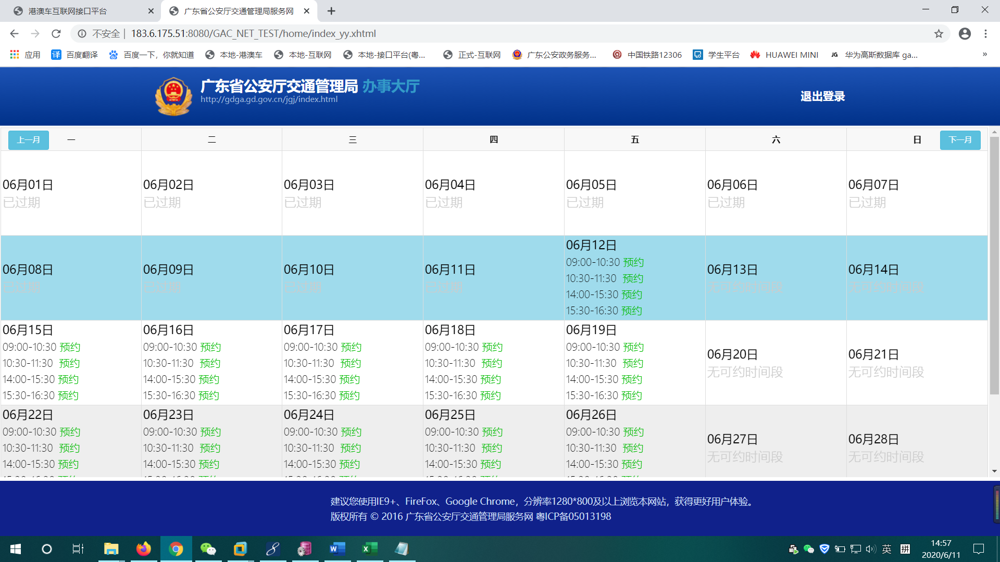 港澳车互联网接口平台
广东省公安厅交通管理局服务网
不安全 | 183.6.175.51:8080/GAC_NET_TEST/home/index_yy.xhtml
应用 百度翻译 百度一下，你就知道 本地-港澳车 本地-互联网 本地-接口平台(粤... 正式-互联网 广东公安政务服务... 中国铁路12306 学生平台 HUAWEI MINI JG 华为高斯数据库 ga... »
广东省公安厅交通管理局 办事大厅
http://gdga.gd.gov.cn/jgj/index.html
退出登录
上一月 一 二 三 四 五 六 日 下一月
06月01日 06月02日 06月03日 06月04日 06月05日 06月06日 06月07日
已过期 已过期 已过期 已过期 已过期 已过期 已过期
06月12日
09:00-10:30 预约
06月08日 06月09日 06月10日 06月11日 10:30-11:30 预约 06月13日 06月14日
已过期 已过期 已过期 已过期 14:00-15:30 预约 无可约时间段 无可约时间段
15:30-16:30 预约
06月15日 06月16日 06月17日 06月18日 06月19日
09:00-10:30 预约 09:00-10:30 预约 09:00-10:30 预约 09:00-10:30 预约 09:00-10:30 预约 06月20日 06月21日
10:30-11:30 预约 10:30-11:30 预约 10:30-11:30 预约 10:30-11:30 预约 10:30-11:30 预约 无可约时间段 无可约时间段
14:00-15:30 预约 14:00-15:30 预约 14:00-15:30 预约 14:00-15:30 预约 14:00-15:30 预约
15:30-16:30 预约 15:30-16:30 预约 15:30-16:30 预约 15:30-16:30 预约 15:30-16:30 预约
06月22日 06月23日 06月24日 06月25日 06月26日
09:00-10:30 预约 09:00-10:30 预约 09:00-10:30 预约 09:00-10:30 预约 09:00-10:30 预约 06月27日 06月28日
10:30-11:30 预约 10:30-11:30 预约 10:30-11:30 预约 10:30-11:30 预约 10:30-11:30 预约 无可约时间段 无可约时间段
14:00-15:30 预约 14:00-15:30 预约 14:00-15:30 预约 14:00-15:30 预约 14:00-15:30 预约
建议您使用IE9+、FireFox、Google Chrome，分辨率1280*800及以上浏览本网站，获得更好用户体验。
版权所有 © 2016 广东省公安厅交通管理局服务网 粤ICP备05013198
英 拼 14:57
2020/6/11